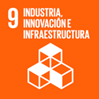 9 INDUSTRIA,
INNOVACIÓN E
INFRAESTRUCTURA